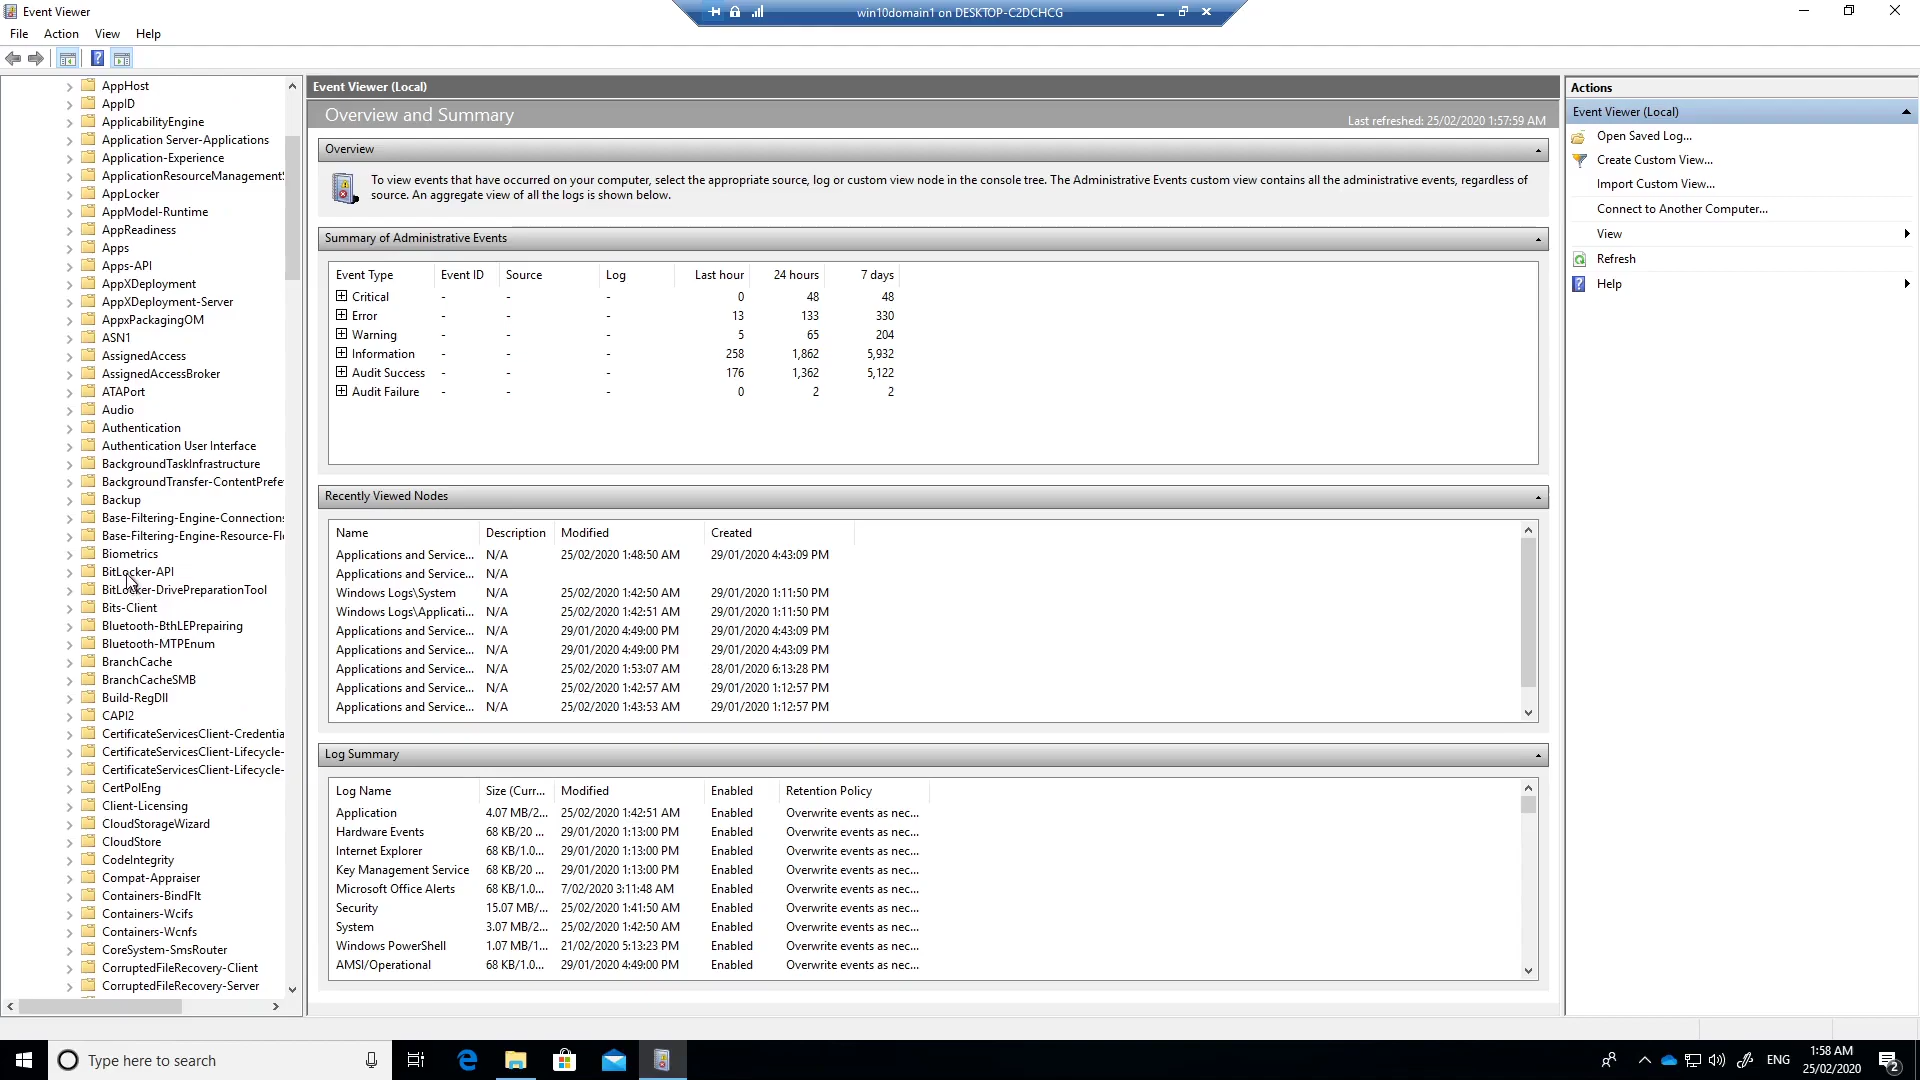 Event Viewer
win10domain1 on DESKTOP-C2DCHCG
File Action View Help
AppHost
AppID
ApplicabilityEngine
Application Server-Applications
Application-Experience
ApplicationResourceManagement
AppLocker
AppModel-Runtime
AppReadiness
Apps
Apps-API
AppXDeployment
AppXDeployment-Server
AppxPackagingOM
ASN1
AssignedAccess
AssignedAccessBroker
ATAPort
Audio
Authentication
Authentication User Interface
BackgroundTaskInfrastructure
BackgroundTransfer-ContentPrefe
Backup
Base-Filtering-Engine-Connections
Base-Filtering-Engine-Resource-Fl
Biometrics
BitLocker-API
BitLocker-DrivePreparationTool
Bits-Client
Bluetooth-BthLEPrepairing
Bluetooth-MTPEnum
BranchCache
BranchCacheSMB
Build-RegDll
CAPI2
CertificateServicesClient-Credentia
CertificateServicesClient-Lifecycle-
CertificateServicesClient-Lifecycle-
CertPolEng
Client-Licensing
CloudStorageWizard
CloudStore
CodeIntegrity
Compat-Appraiser
Containers-BindFlt
Containers-Wcifs
Containers-Wcnfs
CoreSystem-SmsRouter
CorruptedFileRecovery-Client
CorruptedFileRecovery-Server
Event Viewer (Local)
Overview and Summary
Last refreshed: 25/02/2020 1:57:59 AM
Overview
To view events that have occurred on your computer, select the appropriate source, log or custom view node in the console tree. The Administrative Events custom view contains all the administrative events, regardless of
source. An aggregate view of all the logs is shown below.
Summary of Administrative Events
Event Type Event ID Source Log Last hour 24 hours 7 days
Critical - - - 0 48 48
Error - - - 13 133 330
Warning - - - 5 65 204
Information - - - 258 1,862 5,932
Audit Success - - - 176 1,362 5,122
Audit Failure - - - 0 2 2
Recently Viewed Nodes
Name Description Modified Created
Applications and Service... N/A 25/02/2020 1:48:50 AM 29/01/2020 4:43:09 PM
Applications and Service... N/A
Windows Logs\System N/A 25/02/2020 1:42:50 AM 29/01/2020 1:11:50 PM
Windows Logs\Applicati... N/A 25/02/2020 1:42:51 AM 29/01/2020 1:11:50 PM
Applications and Service... N/A 29/01/2020 4:49:00 PM 29/01/2020 4:43:09 PM
Applications and Service... N/A 29/01/2020 4:49:00 PM 29/01/2020 4:43:09 PM
Applications and Service... N/A 25/02/2020 1:53:07 AM 28/01/2020 6:13:28 PM
Applications and Service... N/A 25/02/2020 1:42:57 AM 29/01/2020 1:12:57 PM
Applications and Service... N/A 25/02/2020 1:43:53 AM 29/01/2020 1:12:57 PM
Log Summary
Log Name Size (Curr... Modified Enabled Retention Policy
Application 4.07 MB/2... 25/02/2020 1:42:51 AM Enabled Overwrite events as nec...
Hardware Events 68 KB/20 ... 29/01/2020 1:13:00 PM Enabled Overwrite events as nec...
Internet Explorer 68 KB/1.0... 29/01/2020 1:13:00 PM Enabled Overwrite events as nec...
Key Management Service 68 KB/20 ... 29/01/2020 1:13:00 PM Enabled Overwrite events as nec...
Microsoft Office Alerts 68 KB/1.0... 7/02/2020 3:11:48 AM Enabled Overwrite events as nec...
Security 15.07 MB/... 25/02/2020 1:41:50 AM Enabled Overwrite events as nec...
System 3.07 MB/2... 25/02/2020 1:42:50 AM Enabled Overwrite events as nec...
Windows PowerShell 1.07 MB/1... 21/02/2020 5:13:23 PM Enabled Overwrite events as nec...
AMSI/Operational 68 KB/1.0... 29/01/2020 4:49:00 PM Enabled Overwrite events as nec...
Actions
Event Viewer (Local)
Open Saved Log...
Create Custom View...
Import Custom View...
Connect to Another Computer...
View
Refresh
Help
Type here to search
ENG
1:58 AM
25/02/2020
2